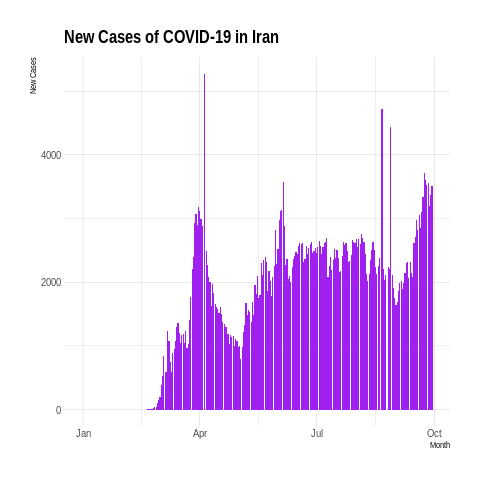 New Cases of COVID-19 in Iran
New Cases
4000
2000
0
Jan Apr Jul Oct
Month